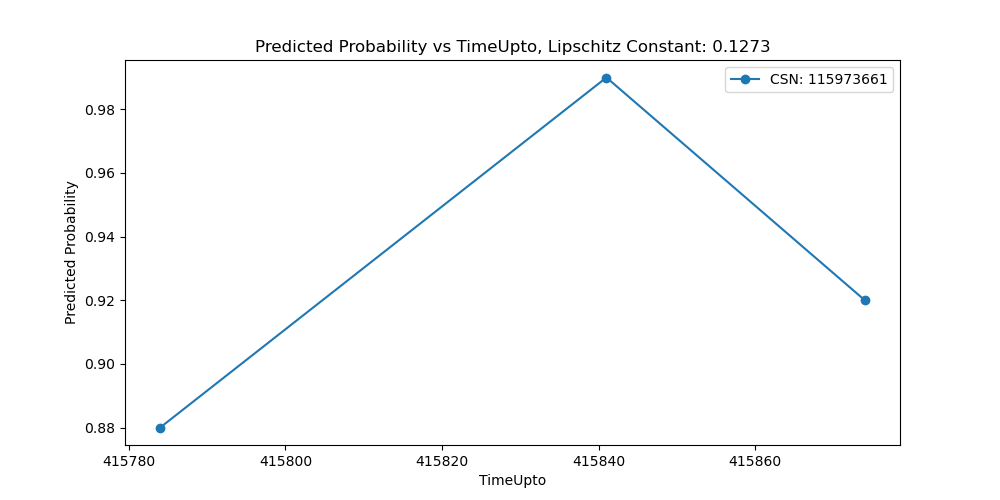 Predicted Probability vs TimeUpto, Lipschitz Constant: 0.1273
CSN: 115973661
Predicted Probability
0.98
0.96
0.94
0.92
0.90
0.88
415780 415800 415820 415840 415860
TimeUpto